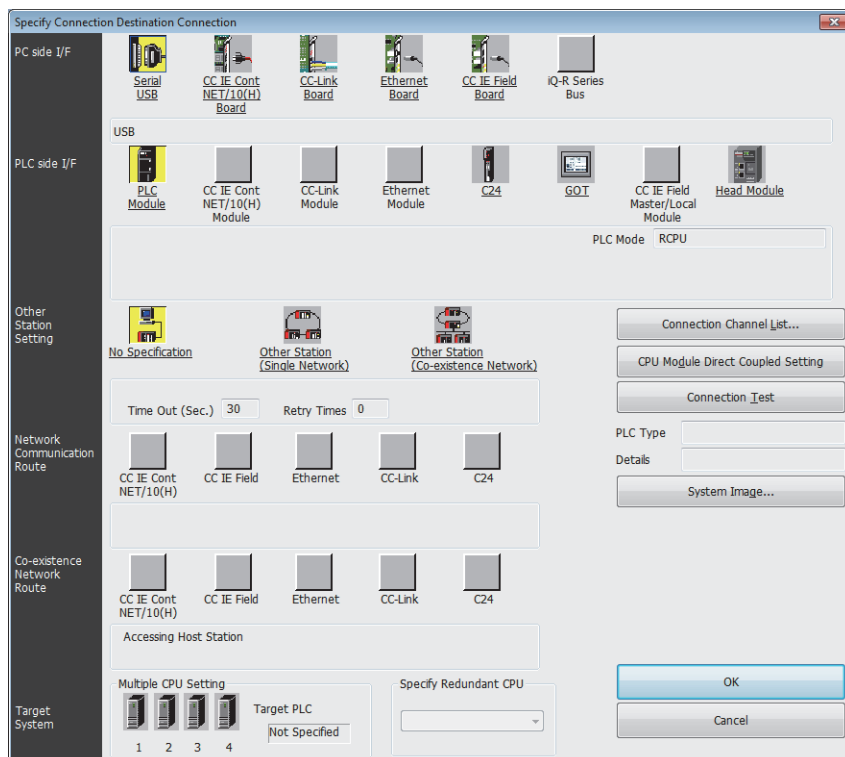 Specify Connection Destination Connection
PC side I/F
Serial
USB
CC IE Cont
NET/10(H)
Board
CC-Link
Board
Ethernet
Board
CC IE Field
Board
iQ-R Series
Bus
USB
PLC side I/F
PLC
Module
CC IE Cont
NET/10(H)
Module
CC-Link
Module
Ethernet
Module
C24
GOT
CC IE Field
Master/Local
Module
Head Module
PLC Mode RCPU
Other
Station
Setting
No Specification
Other Station
(Single Network)
Other Station
(Co-existence Network)
Time Out (Sec.) 30 Retry Times 0
Connection Channel List...
CPU Module Direct Coupled Setting
Connection Test
PLC Type
Details
System Image...
Network
Communication
Route
CC IE Cont
NET/10(H)
CC IE Field
Ethernet
CC-Link
C24
Co-existence
Network
Route
CC IE Cont
NET/10(H)
CC IE Field
Ethernet
CC-Link
C24
Accessing Host Station
Target
System
Multiple CPU Setting
1 2 3 4
Target PLC
Not Specified
Specify Redundant CPU
OK
Cancel